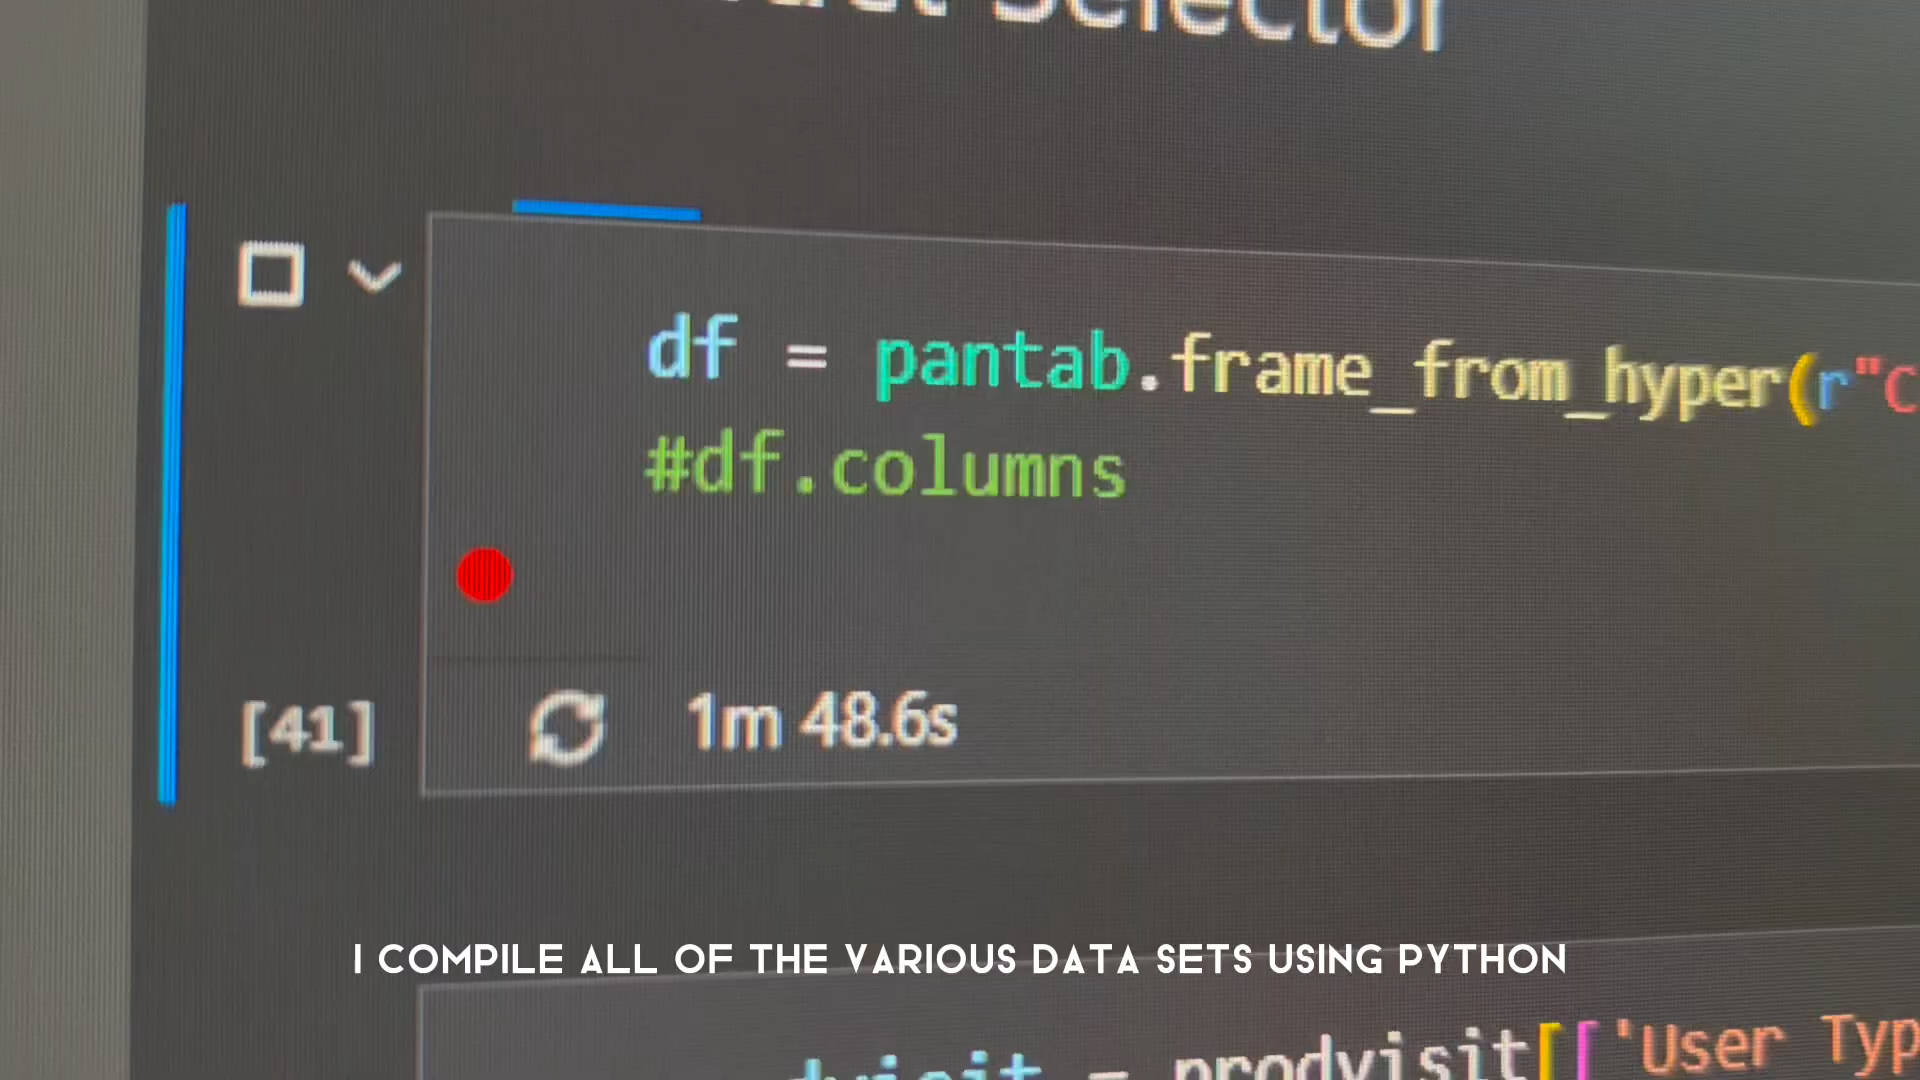 Selector
df = pantab.frame_from_hyper(r"C
#df.columns
[41] 1m 48.6s
I COMPILE ALL OF THE VARIOUS DATA SETS USING PYTHON
= prodvisit[['User Typ